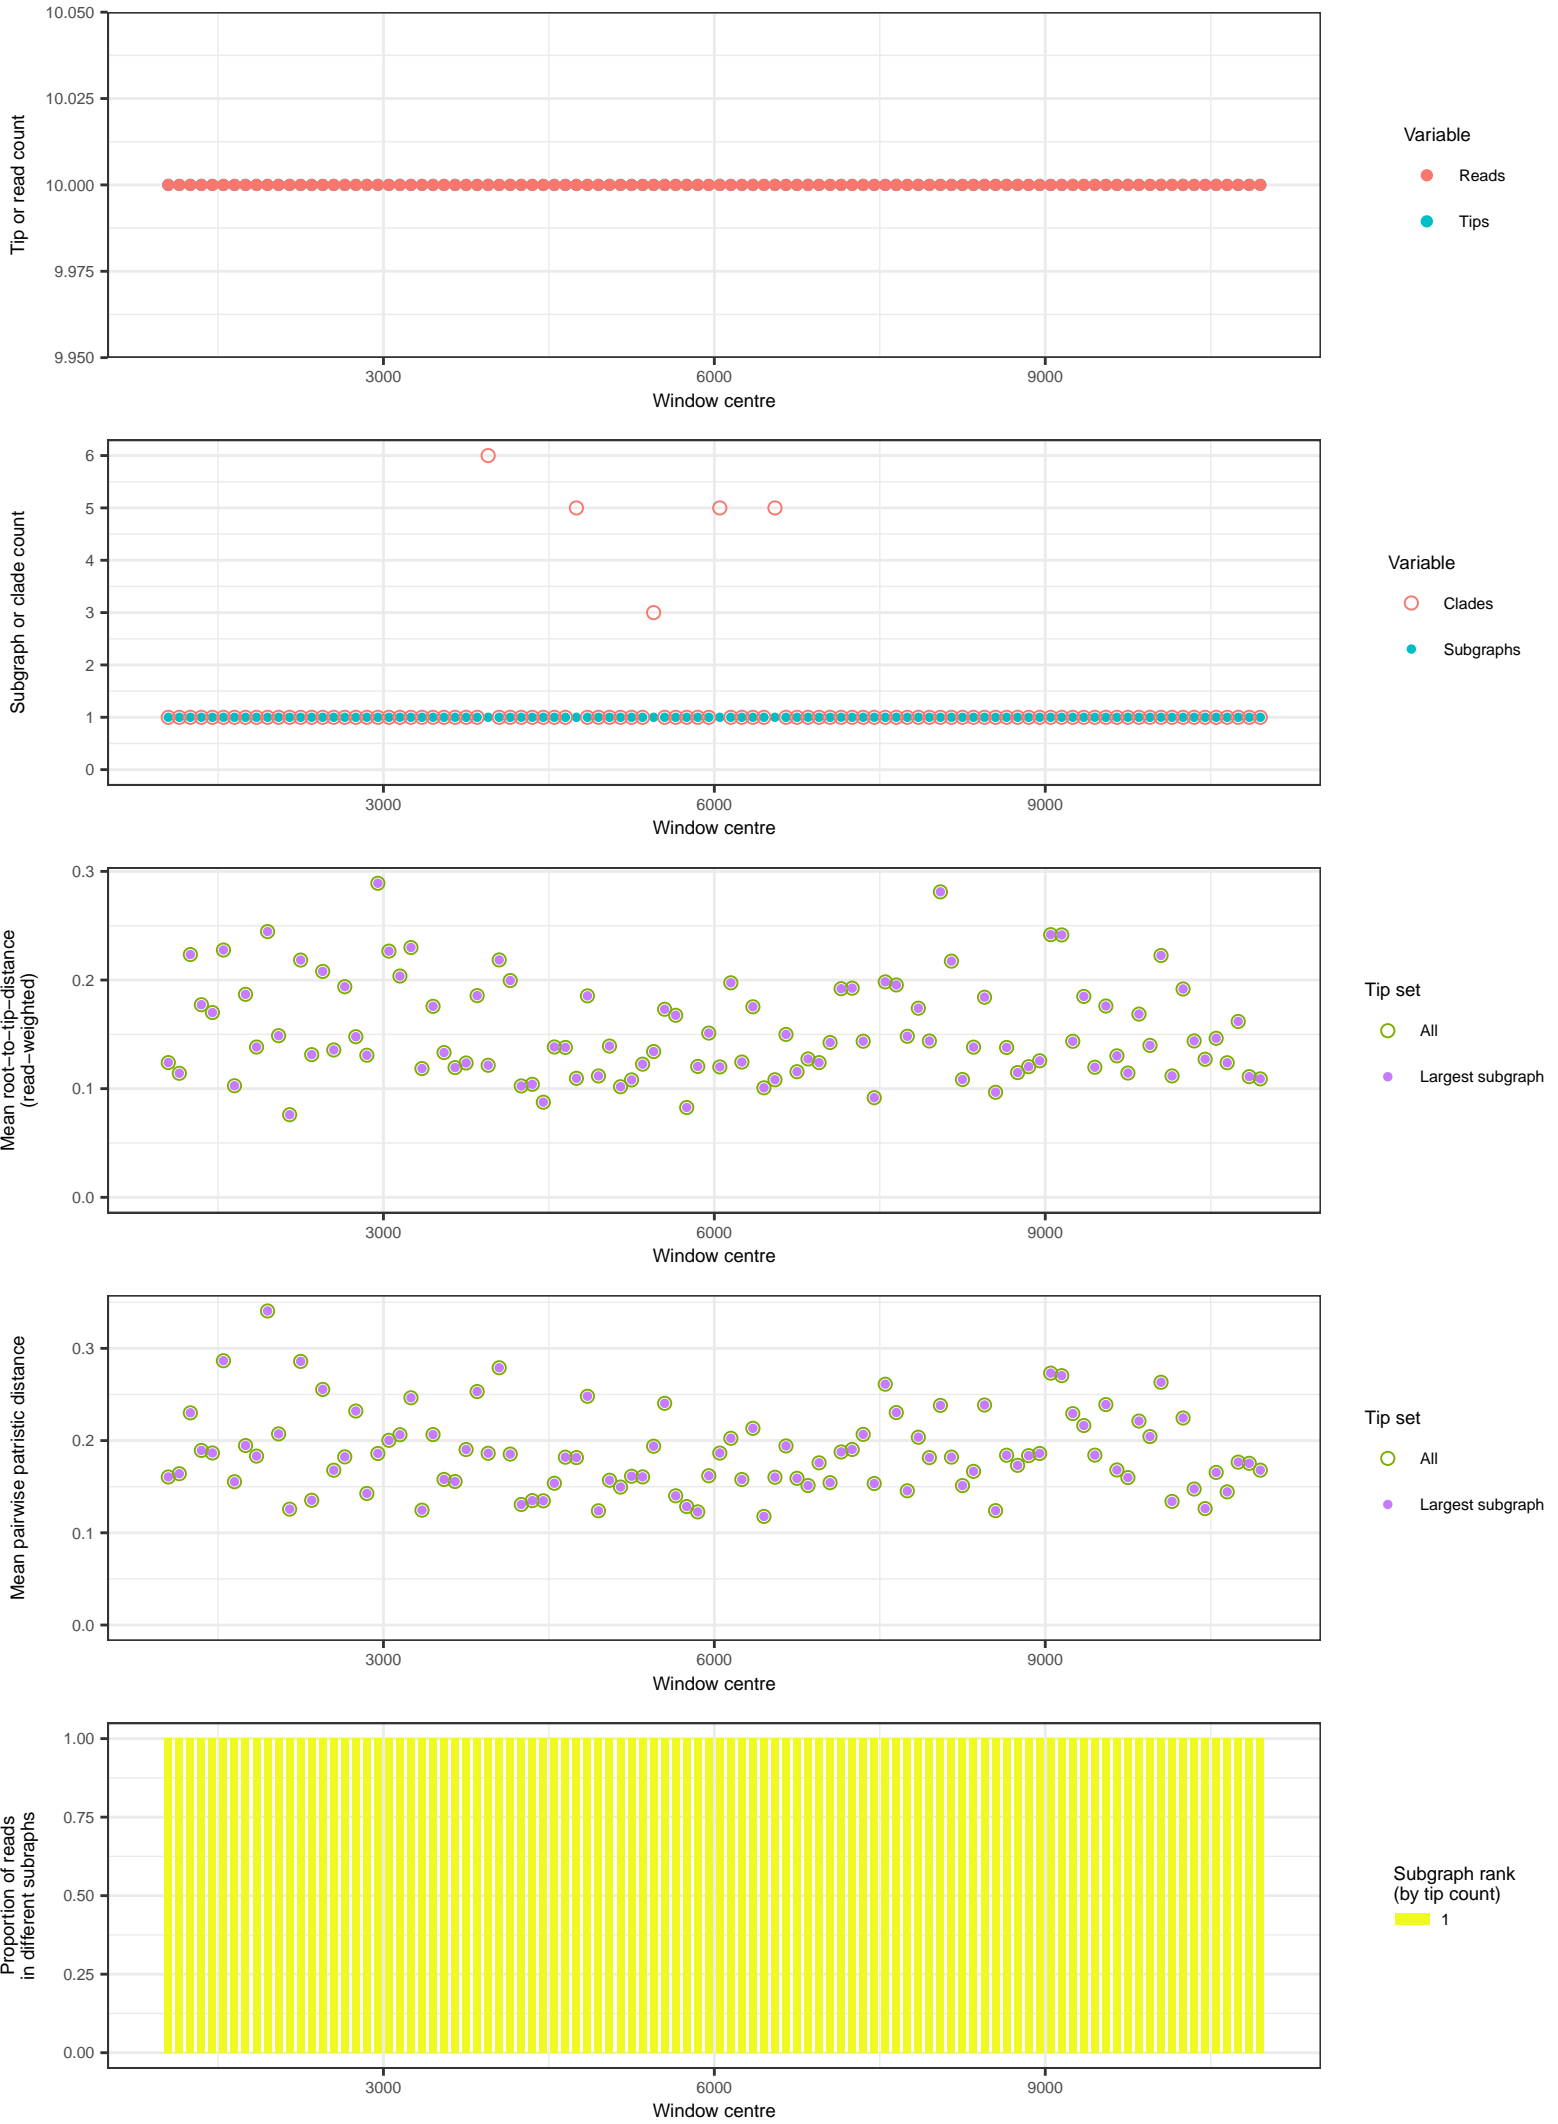 10.050
10.025
10.000
9.975
9.950
Tip or read count
3000
6000
9000
Window centre
Variable
Reads
Tips
6
5
4
3
2
1
0
Subgraph or clade count
3000
6000
9000
Window centre
Variable
Clades
Subgraphs
0.3
0.2
0.1
0.0
Mean root−to−tip−distance
(read−weighted)
3000
6000
9000
Window centre
Tip set
All
Largest subgraph
0.3
0.2
0.1
0.0
Mean pairwise patristic distance
3000
6000
9000
Window centre
Tip set
All
Largest subgraph
1.00
0.75
0.50
0.25
0.00
Proportion of reads
in different subraphs
3000
6000
9000
Window centre
Subgraph rank
(by tip count)
1